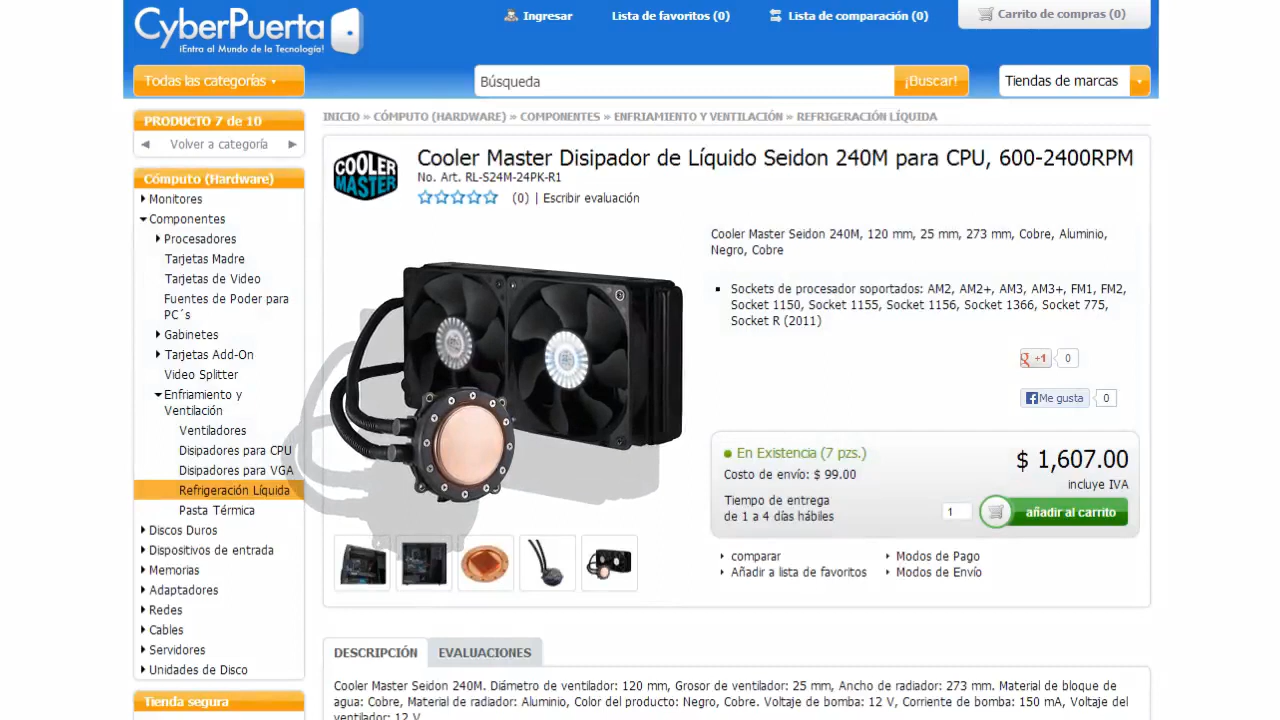 CyberPuerta
¡Entra al Mundo de la Tecnología!
Ingresar
Lista de favoritos (0)
Lista de comparación (0)
Carrito de compras (0)
Todas las categorías
Búsqueda
¡Buscar!
Tiendas de marcas
PRODUCTO 7 de 10
Volver a categoría
INICIO » CÓMPUTO (HARDWARE) » COMPONENTES » ENFRIAMIENTO Y VENTILACIÓN » REFRIGERACIÓN LÍQUIDA
Cómputo (Hardware)
Monitores
Componentes
Procesadores
Tarjetas Madre
Tarjetas de Video
Fuentes de Poder para
PC´s
Gabinetes
Tarjetas Add-On
Video Splitter
Enfriamiento y
Ventilación
Ventiladores
Disipadores para CPU
Disipadores para VGA
Refrigeración Líquida
Pasta Térmica
Discos Duros
Dispositivos de entrada
Memorias
Adaptadores
Redes
Cables
Servidores
Unidades de Disco
Tienda segura
COOLER
MASTER
Cooler Master Disipador de Líquido Seidon 240M para CPU, 600-2400RPM
No. Art. RL-S24M-24PK-R1
(0) | Escribir evaluación
Cooler Master Seidon 240M, 120 mm, 25 mm, 273 mm, Cobre, Aluminio,
Negro, Cobre
Sockets de procesador soportados: AM2, AM2+, AM3, AM3+, FM1, FM2,
Socket 1150, Socket 1155, Socket 1156, Socket 1366, Socket 775,
Socket R (2011)
g +1 0
Me gusta 0
En Existencia (7 pzs.)
Costo de envío: $ 99.00
$ 1,607.00
incluye IVA
Tiempo de entrega
de 1 a 4 días hábiles
1
añadir al carrito
comparar
Añadir a lista de favoritos
Modos de Pago
Modos de Envío
DESCRIPCIÓN
EVALUACIONES
Cooler Master Seidon 240M. Diámetro de ventilador: 120 mm, Grosor de ventilador: 25 mm, Ancho de radiador: 273 mm. Material de bloque de
agua: Cobre, Material de radiador: Aluminio, Color del producto: Negro, Cobre. Voltaje de bomba: 12 V, Corriente de bomba: 150 mA, Voltaje del
ventilador: 12 V